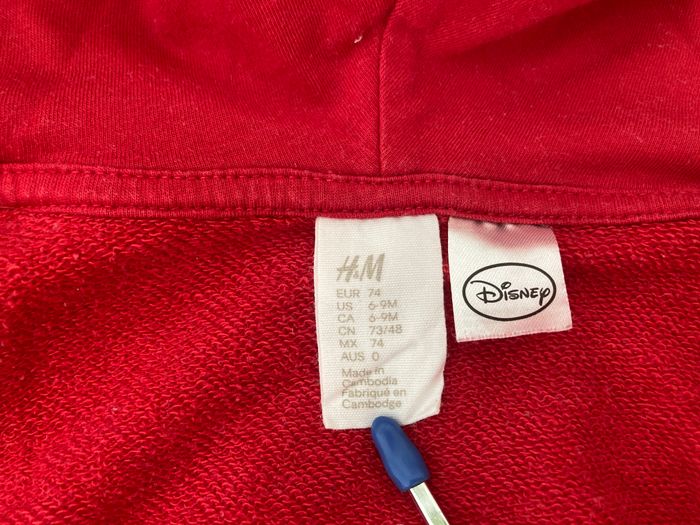 H&M
EUR 74
US 6-9M
CA 6-9M
CN 73/48
MX 74
AUS 0
Made in
Cambodia
Fabriqué en
Cambodge
Disney